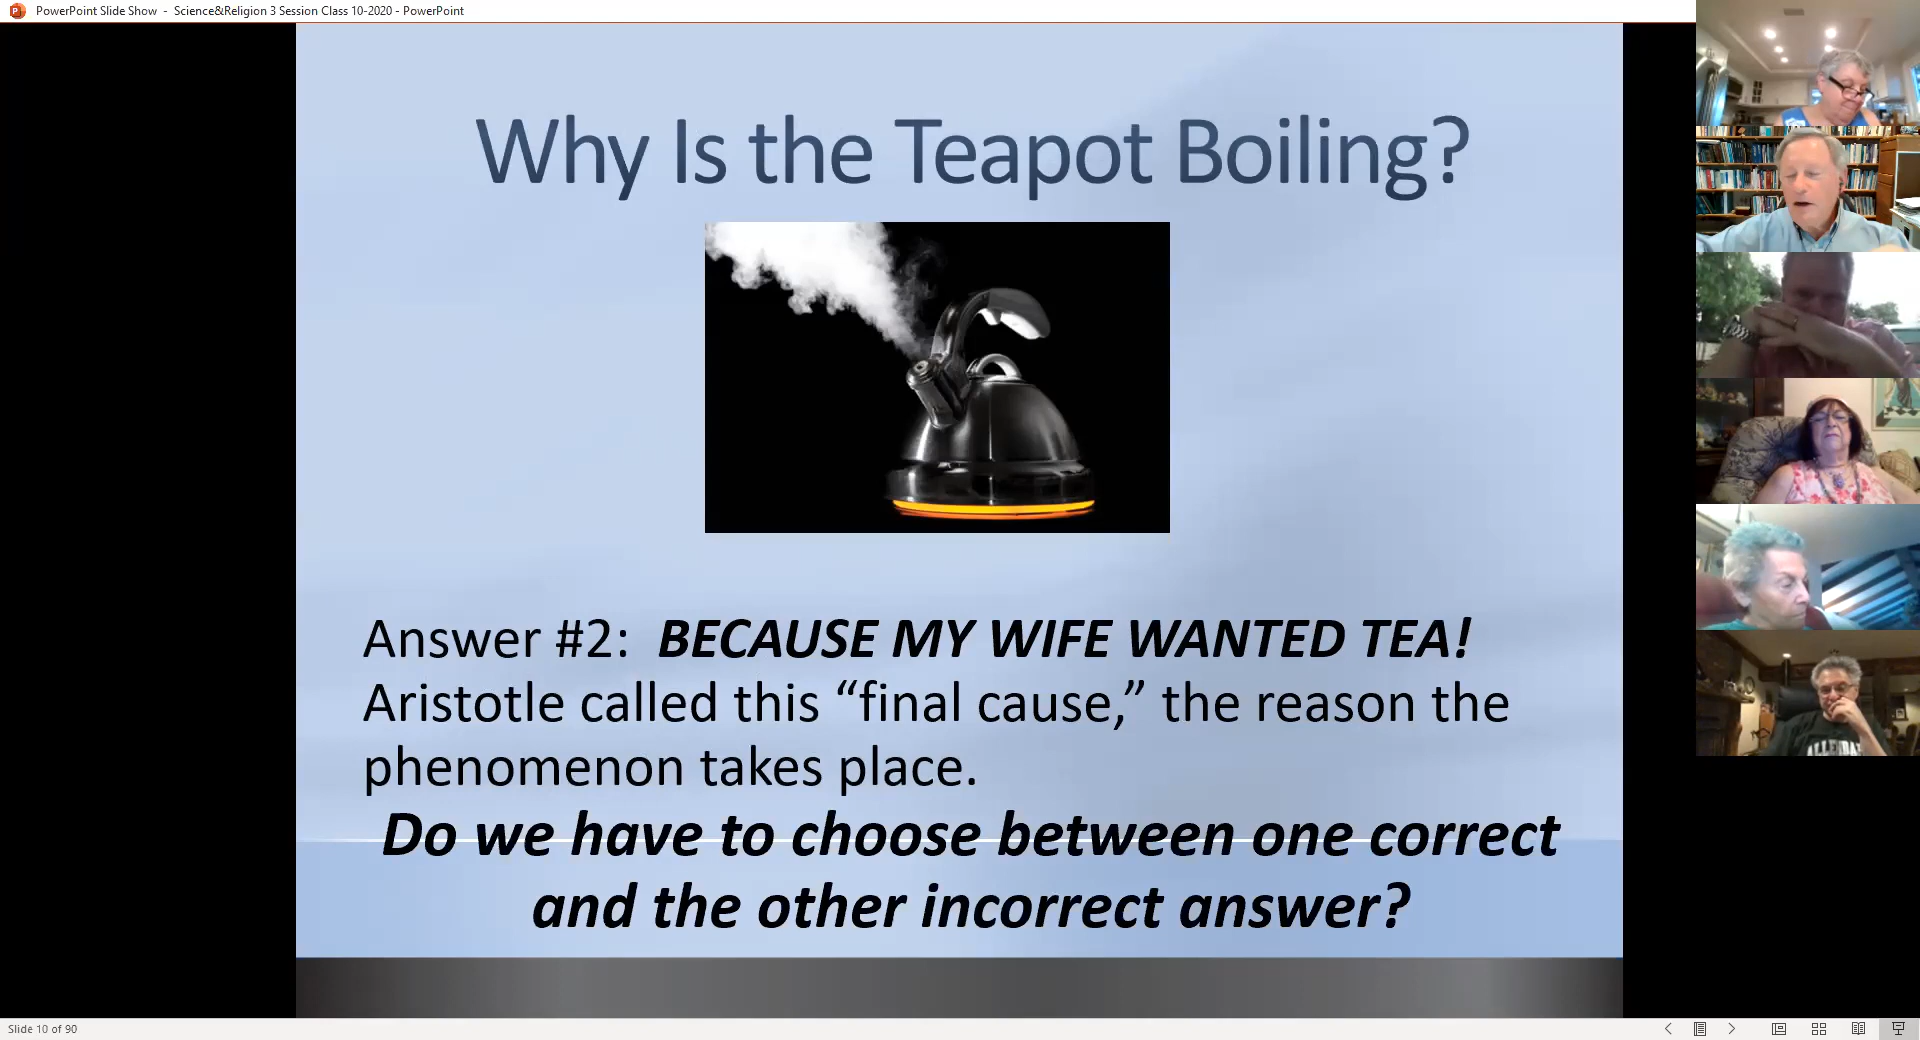 PowerPoint Slide Show - Science&Religion 3 Session Class 10-2020 - PowerPoint
Why Is the Teapot Boiling?
Answer #2: BECAUSE MY WIFE WANTED TEA!
Aristotle called this “final cause,” the reason the
phenomenon takes place.
Do we have to choose between one correct
and the other incorrect answer?
Slide 10 of 90